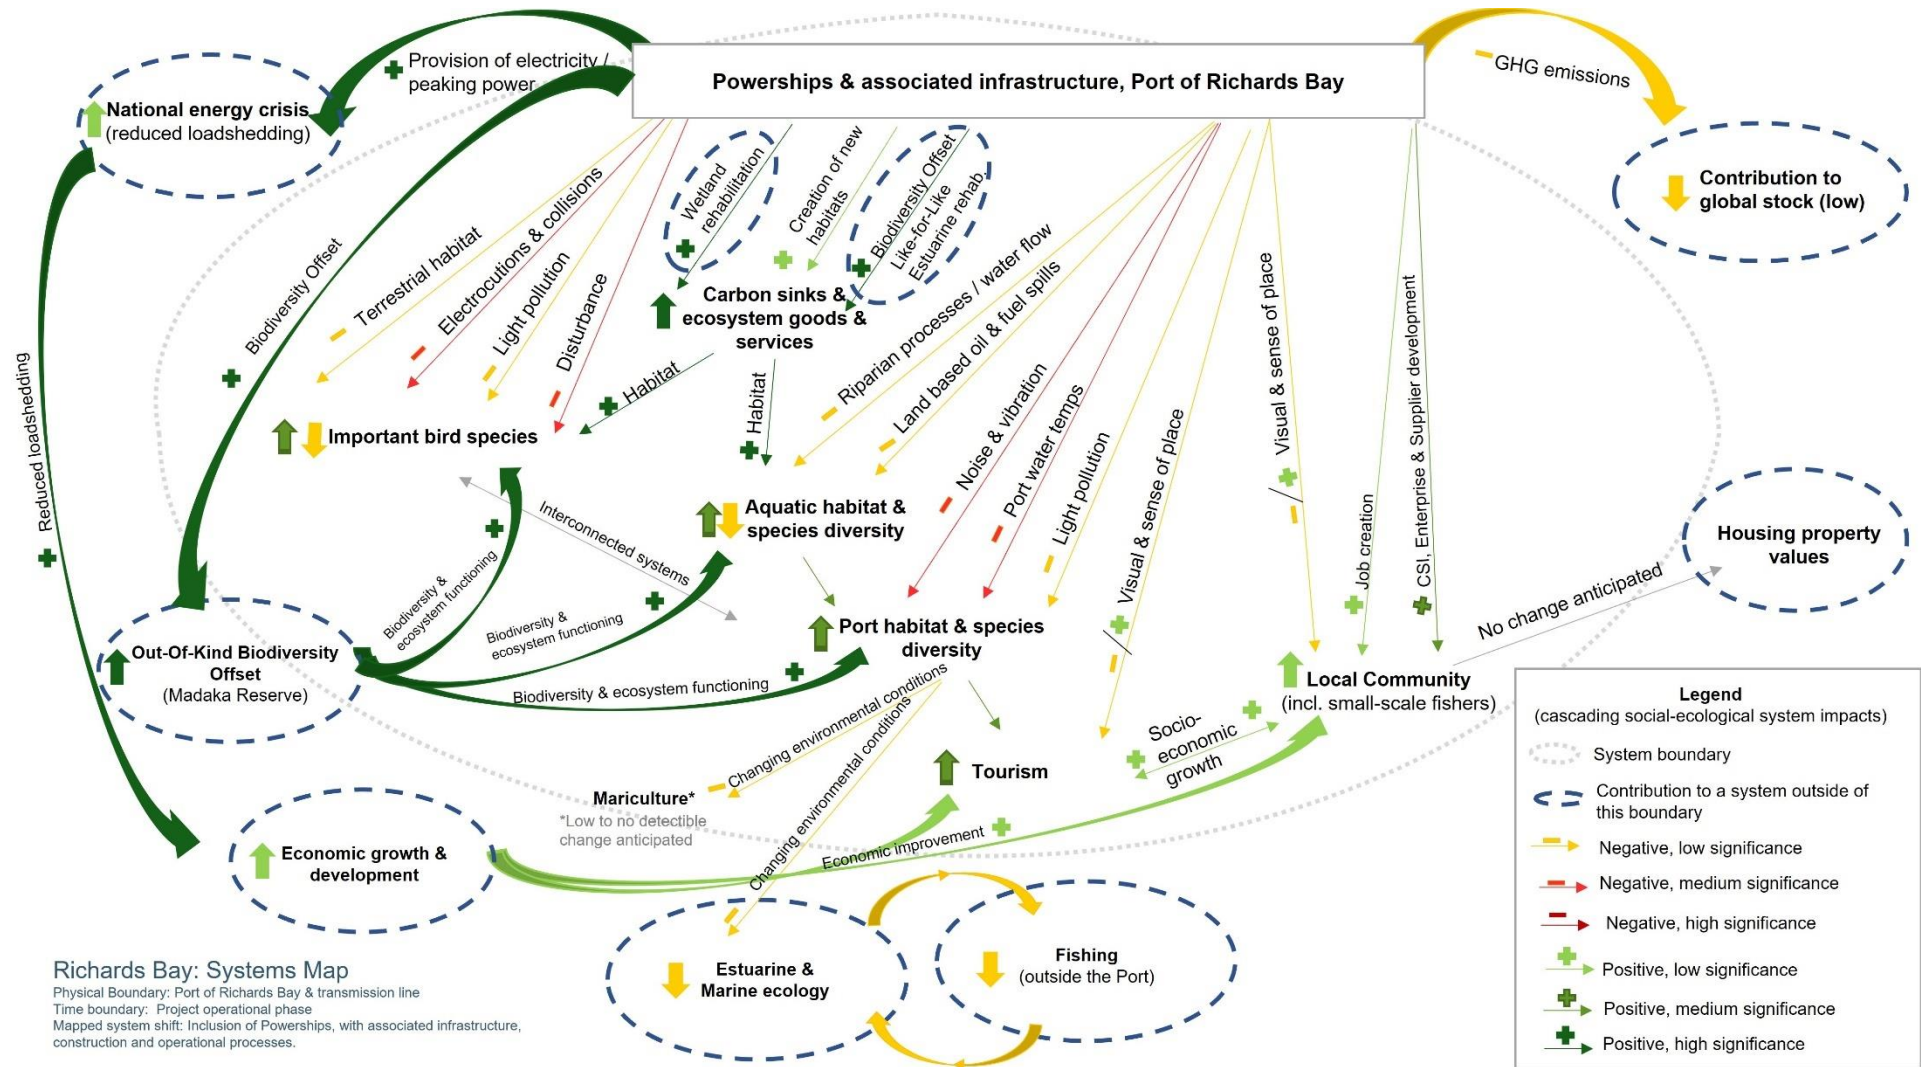 Powerships & associated infrastructure, Port of Richards Bay
Provision of electricity /
peaking power
GHG emissions
National energy crisis
(reduced loadshedding)
Contribution to
global stock (low)
Biodiversity Offset
Terrestrial habitat
Electrocutions & collisions
Light pollution
Disturbance
Wetland
rehabilitation
Creation of new
habitats
Biodiversity Offset
Like-for-Like
Estuarine rehab.
Carbon sinks &
ecosystem goods &
services
Habitat
Habitat
Riparian processes / water flow
Land based oil & fuel spills
Noise & vibration
Port water temps
Light pollution
Visual & sense of place
Visual & sense of place
Job creation
CSI, Enterprise & Supplier development
Reduced loadshedding
Important bird species
Interconnected systems
Aquatic habitat &
species diversity
Housing property
values
No change anticipated
Biodiversity &
ecosystem functioning
Biodiversity &
ecosystem functioning
Biodiversity & ecosystem functioning
Port habitat & species
diversity
Out-Of-Kind Biodiversity
Offset
(Madaka Reserve)
Local Community
(incl. small-scale fishers)
Socio-
economic
growth
Changing environmental conditions
Changing environmental conditions
Tourism
Mariculture*
*Low to no detectible
change anticipated
Economic improvement
Economic growth &
development
Estuarine &
Marine ecology
Fishing
(outside the Port)
Legend
(cascading social-ecological system impacts)
System boundary
Contribution to a system outside of
this boundary
Negative, low significance
Negative, medium significance
Negative, high significance
Positive, low significance
Positive, medium significance
Positive, high significance
Richards Bay: Systems Map
Physical Boundary: Port of Richards Bay & transmission line
Time boundary: Project operational phase
Mapped system shift: Inclusion of Powerships, with associated infrastructure,
construction and operational processes.